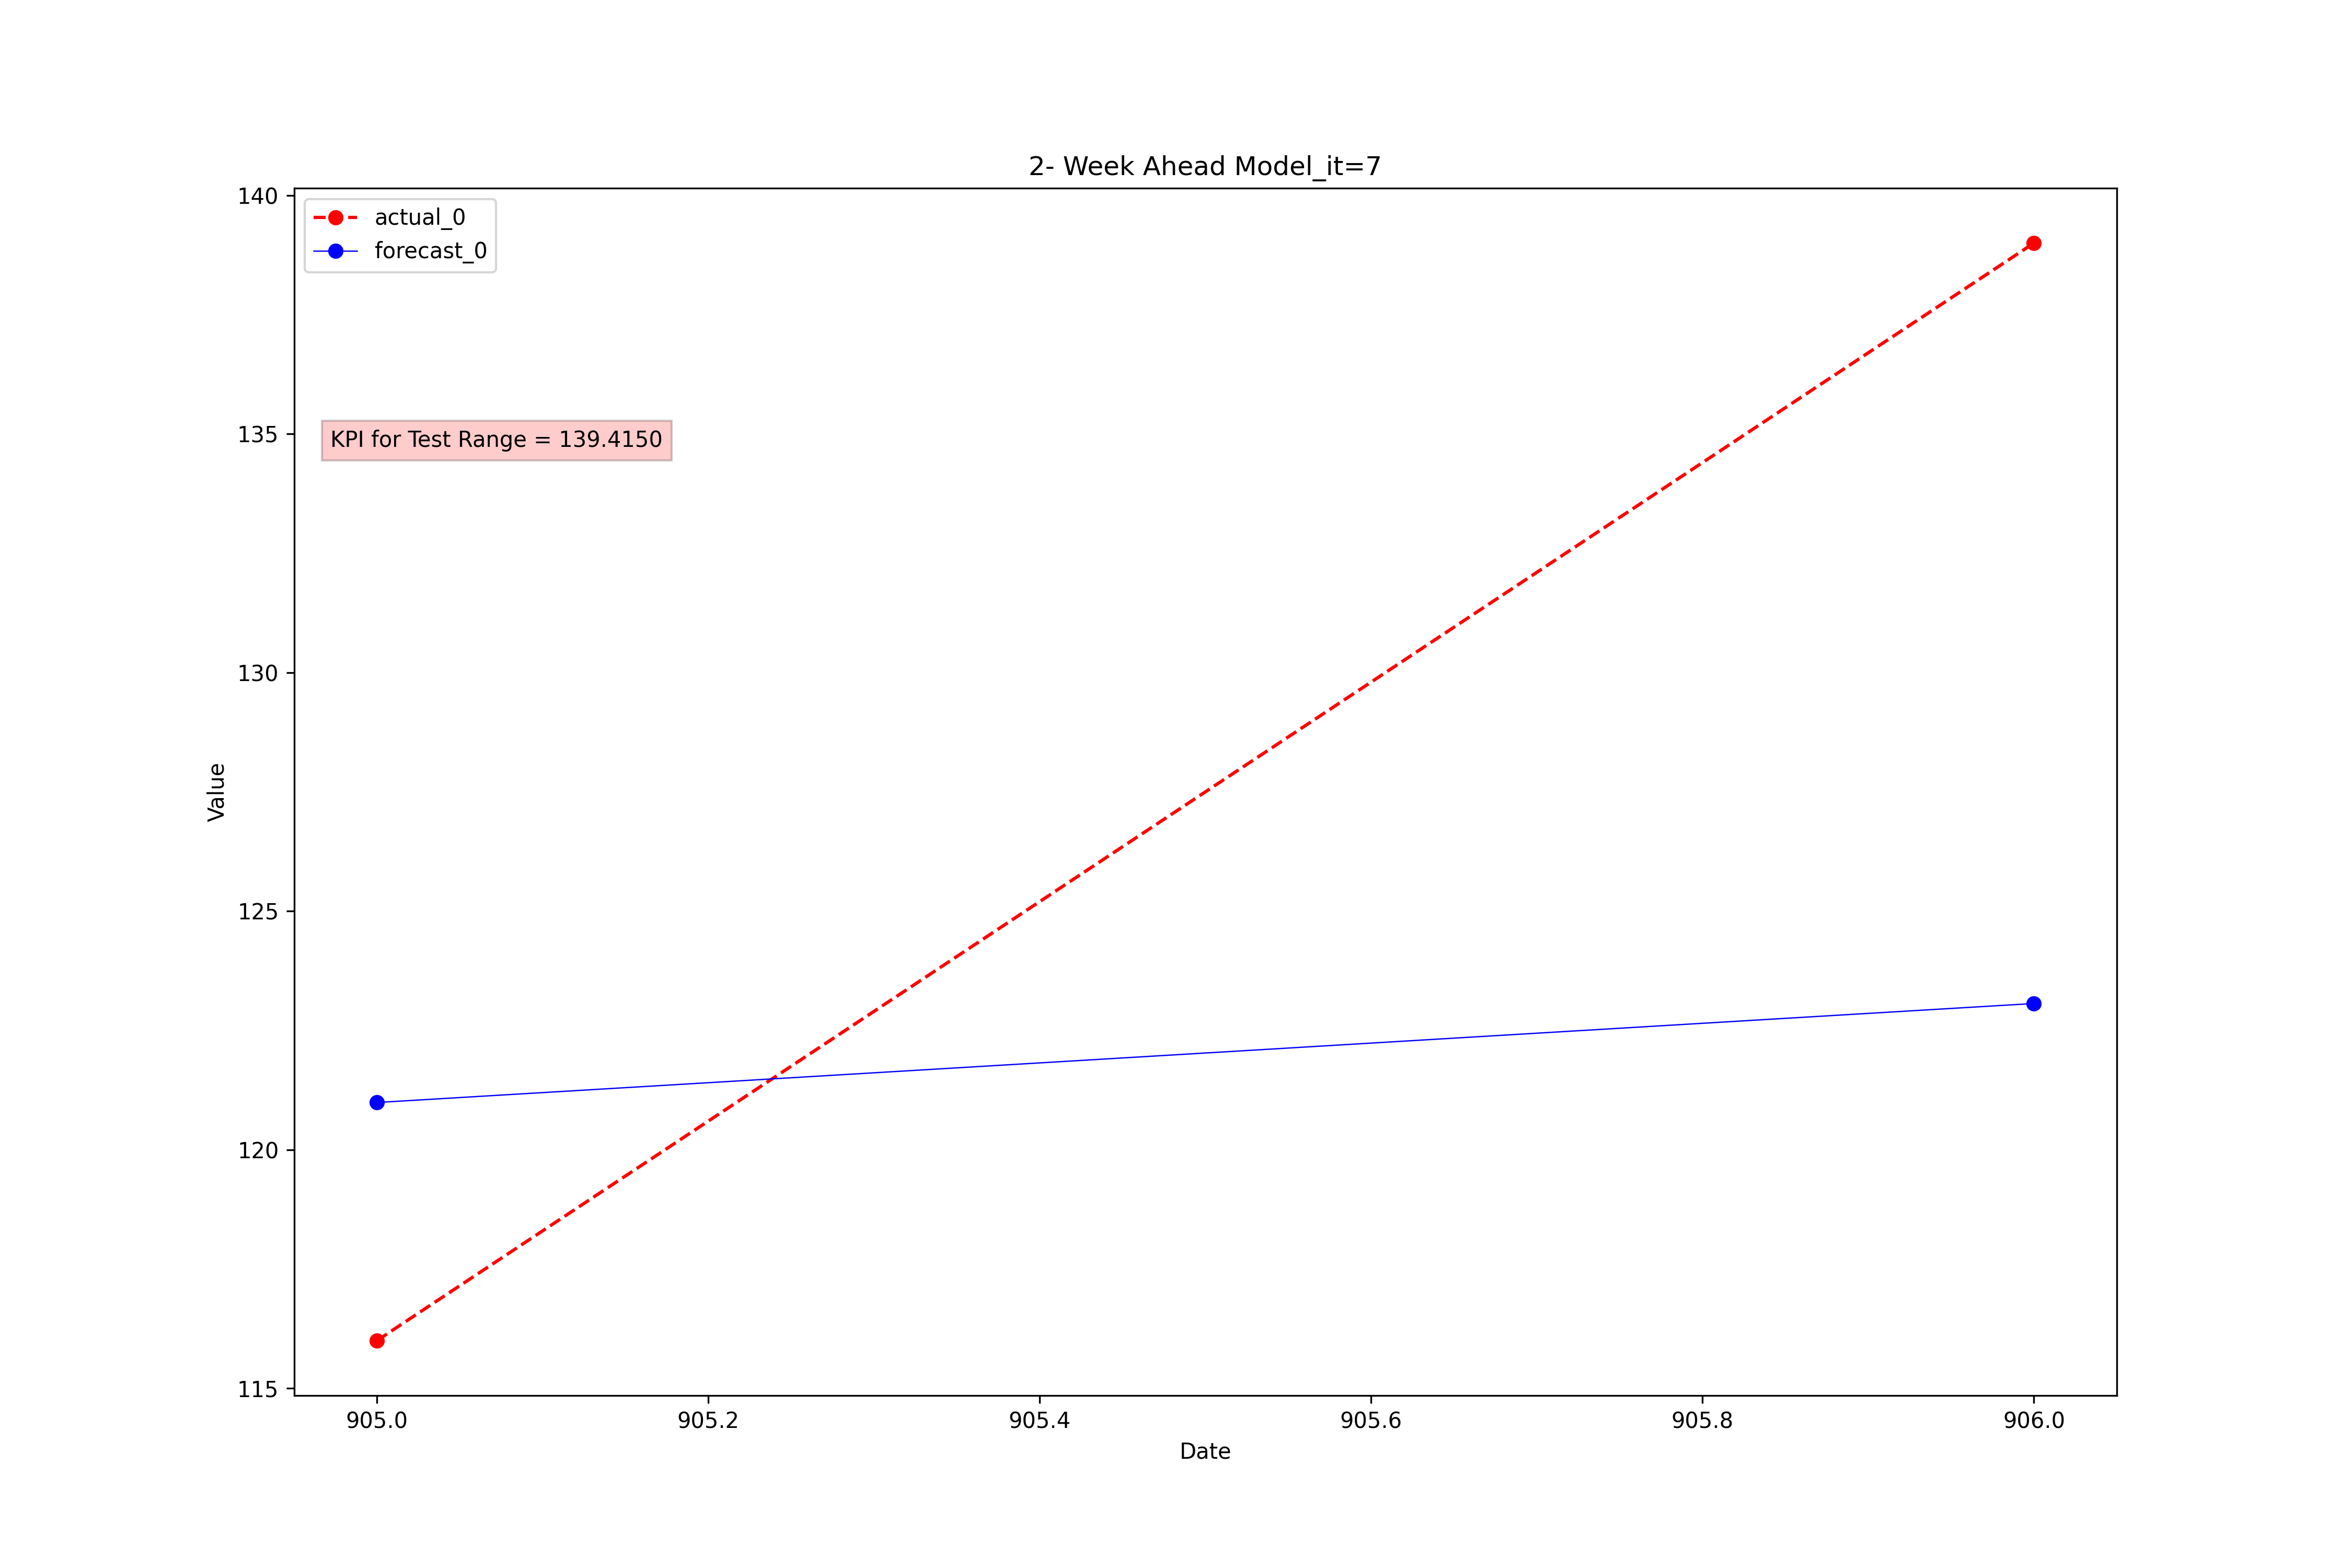 2- Week Ahead Model_it=7
actual_0
forecast_0
KPI for Test Range = 139.4150
140
135
130
125
120
115
Value
905.0 905.2 905.4 905.6 905.8 906.0
Date